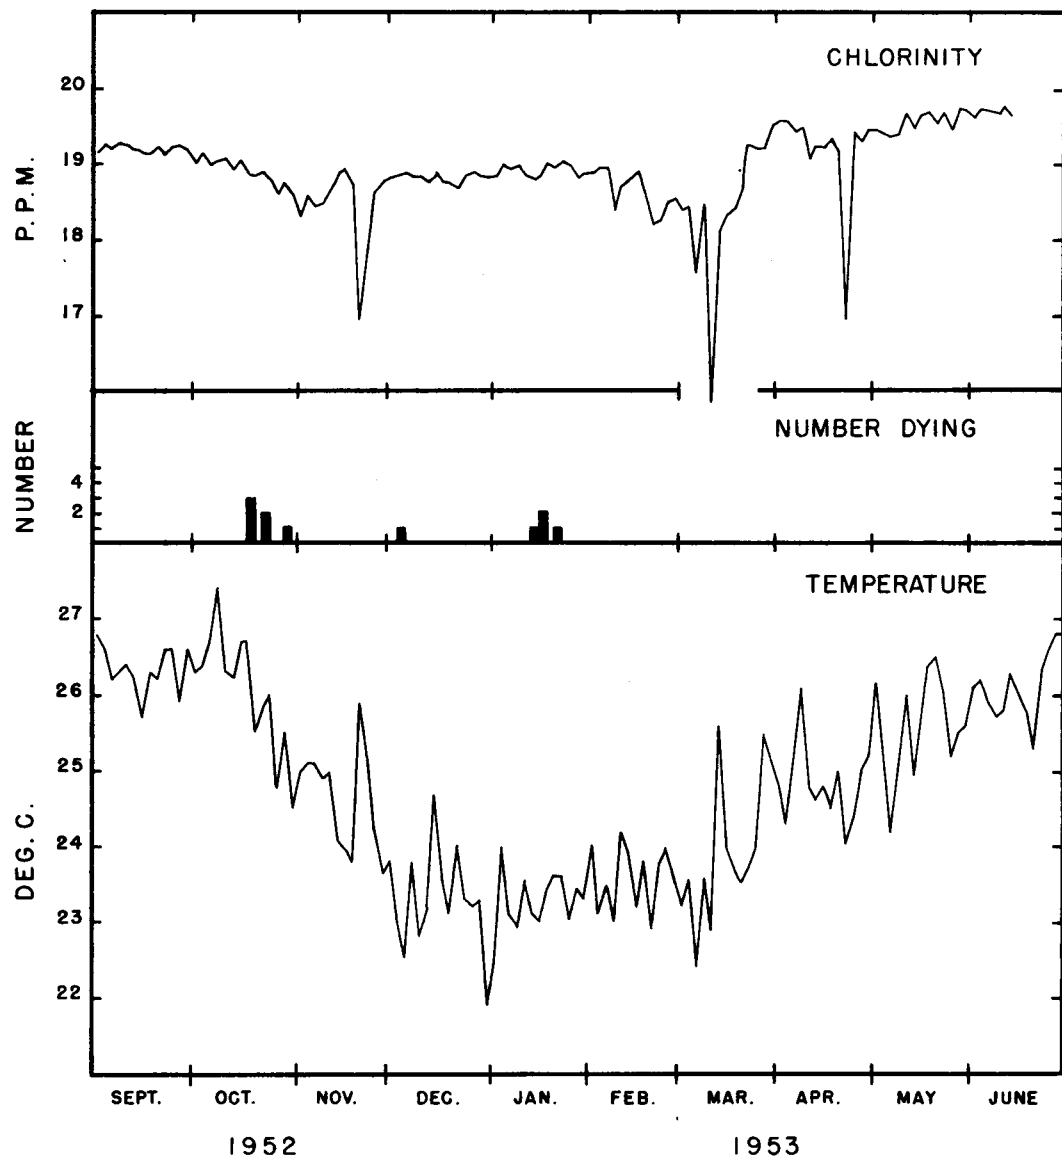 CHLORINITY
20
19
18
17
P.P.M.
NUMBER DYING
4
2
NUMBER
TEMPERATURE
27
26
25
24
23
22
DEG. C.
SEPT. OCT. NOV. DEC. JAN. FEB. MAR. APR. MAY JUNE
1952 1953